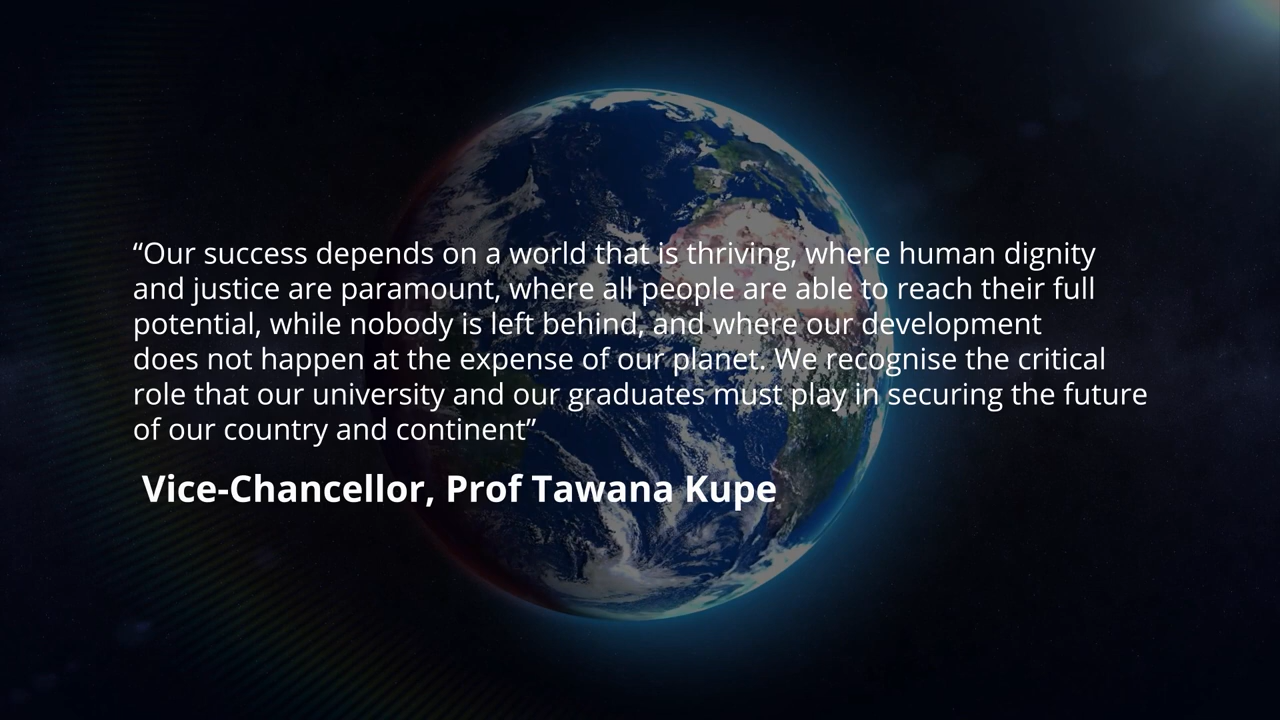 “Our success depends on a world that is thriving, where human dignity
and justice are paramount, where all people are able to reach their full
potential, while nobody is left behind, and where our development
does not happen at the expense of our planet. We recognise the critical
role that our university and our graduates must play in securing the future
of our country and continent”
Vice-Chancellor, Prof Tawana Kupe